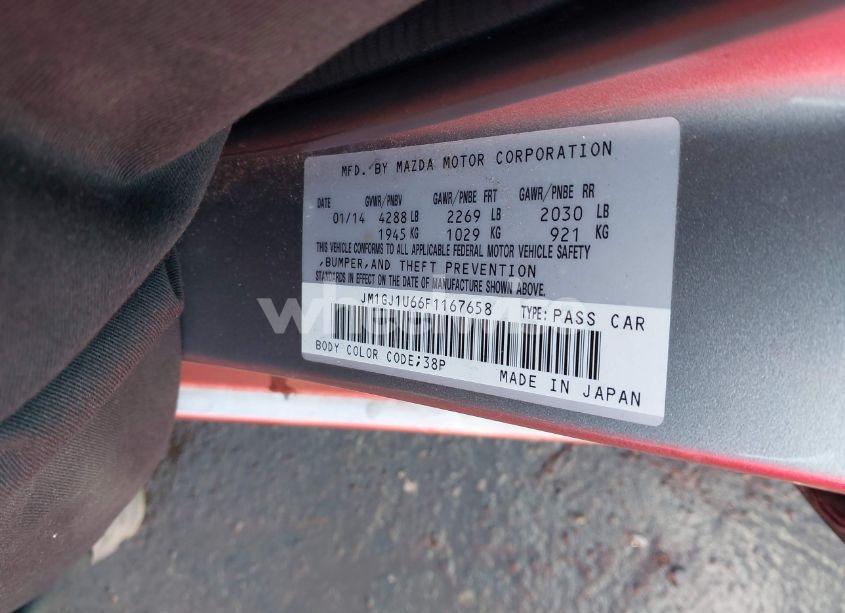 MFD. BY MAZDA MOTOR CORPORATION
DATE GVWR/PNBV GAWR/PNBE FRT GAWR/PNBE RR
01/14 4288 LB 2269 LB 2030 LB
1945 KG 1029 KG 921 KG
THIS VEHICLE CONFORMS TO ALL APPLICABLE FEDERAL MOTOR VEHICLE SAFETY
,BUMPER,AND THEFT PREVENTION
STANDARDS IN EFFECT ON THE DATE OF MANUFACTURE SHOWN ABOVE.
JM1GJ1U66F1167658 TYPE: PASS CAR
BODY COLOR CODE;38P
MADE IN JAPAN